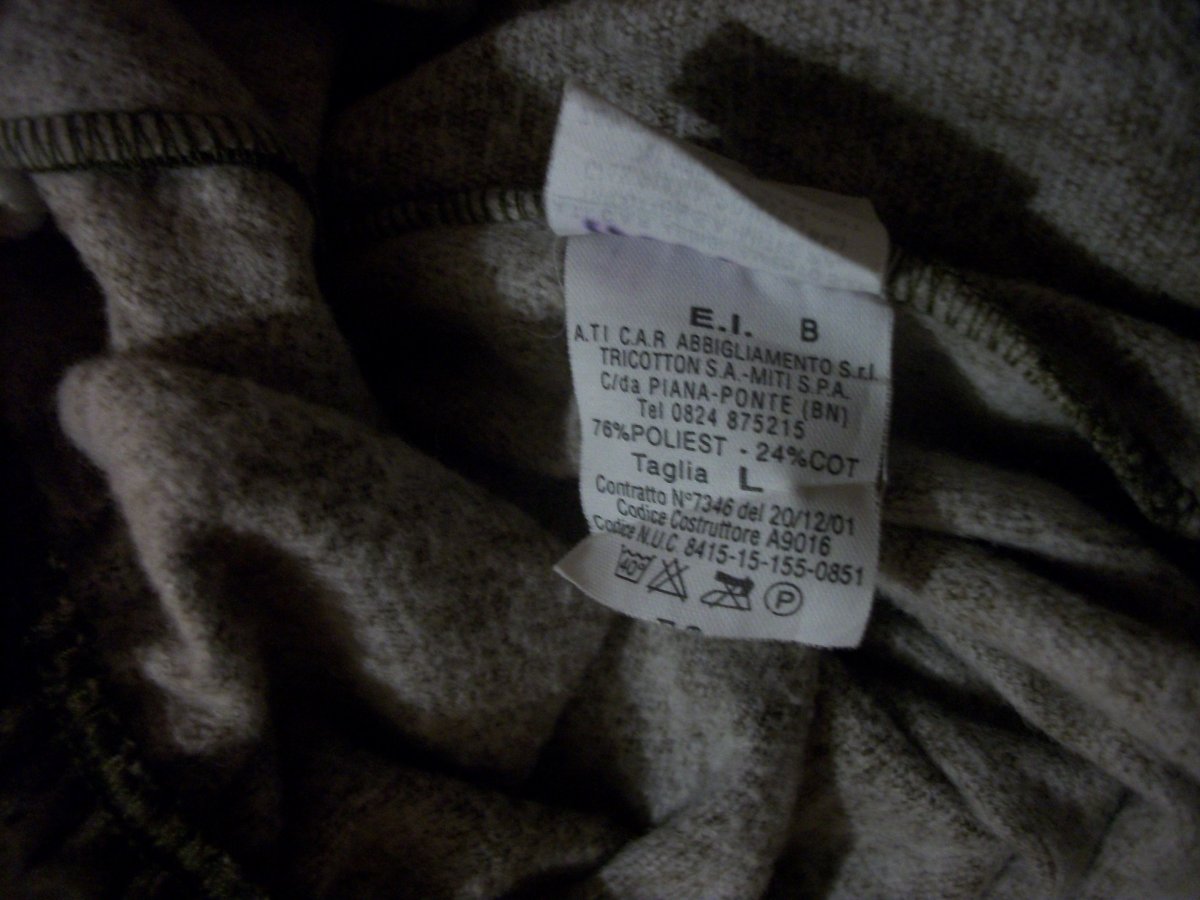 E.I. B
A.TI C.A.R ABBIGLIAMENTO S.r.l
TRICOTTON S.A.-MITI S.P.A.
C/da PIANA-PONTE (BN)
Tel 0824 875215
76%POLIEST - 24%COT
Taglia L
Contratto N°7346 del 20/12/01
Codice Costruttore A9016
Codice N.U.C 8415-15-155-0851
40° P